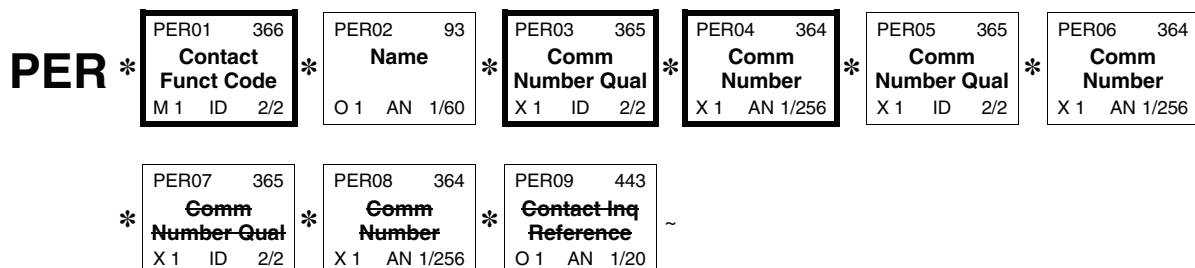 PER01 366 PER02 93 PER03 365 PER04 364 PER05 365 PER06 364
PER * Contact * Name * Comm * Comm * Comm * Comm
Funct Code Number Qual Number Number Qual Number
M 1 ID 2/2 O 1 AN 1/60 X 1 ID 2/2 X 1 AN 1/256 X 1 ID 2/2 X 1 AN 1/256
PER07 365 PER08 364 PER09 443
* Comm * Comm * Contact Inq ~
Number Qual Number Reference
X 1 ID 2/2 X 1 AN 1/256 O 1 AN 1/20